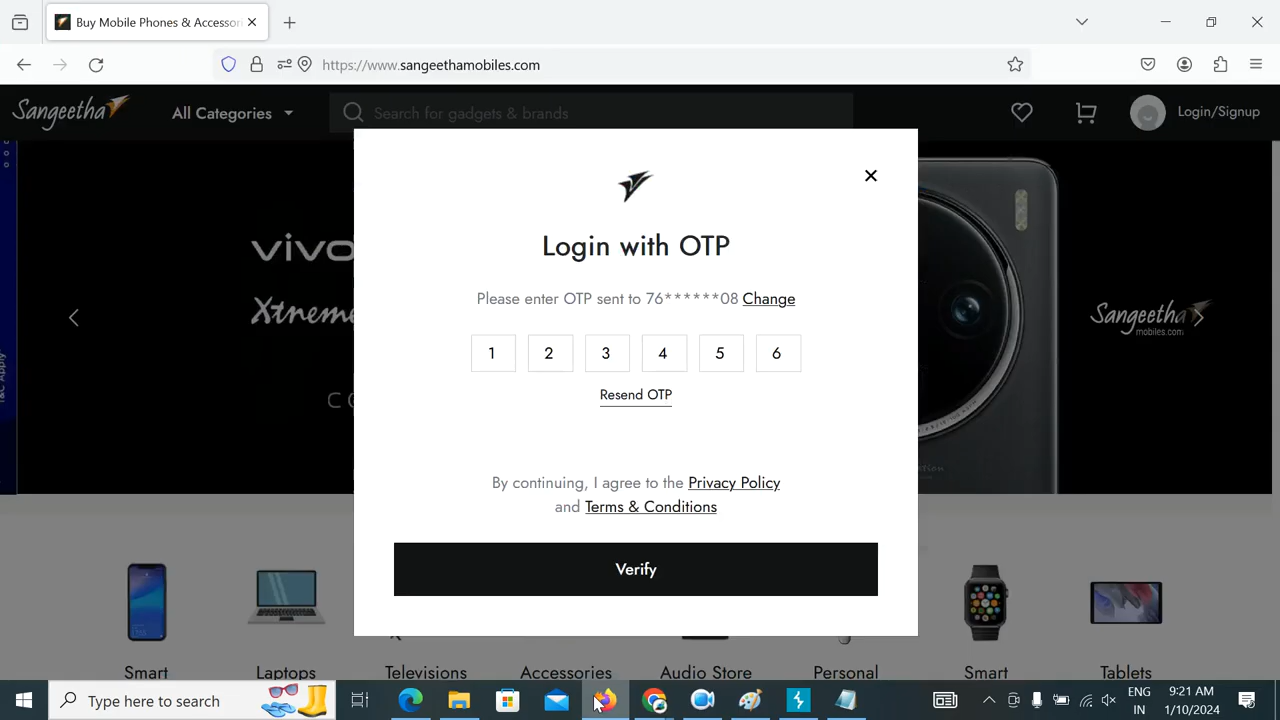 Buy Mobile Phones & Accessor
https://www.sangeethamobiles.com
Sangeetha
All Categories
Search for gadgets & brands
Login/Signup
vivo
Xtreme
Login with OTP
Please enter OTP sent to 76******08 Change
1 2 3 4 5 6
Resend OTP
Sangeetha
mobiles.com
By continuing, I agree to the Privacy Policy
and Terms & Conditions
Verify
Smart Laptops Televisions Accessories Audio Store Personal Smart Tablets
Type here to search
ENG
IN
9:21 AM
1/10/2024